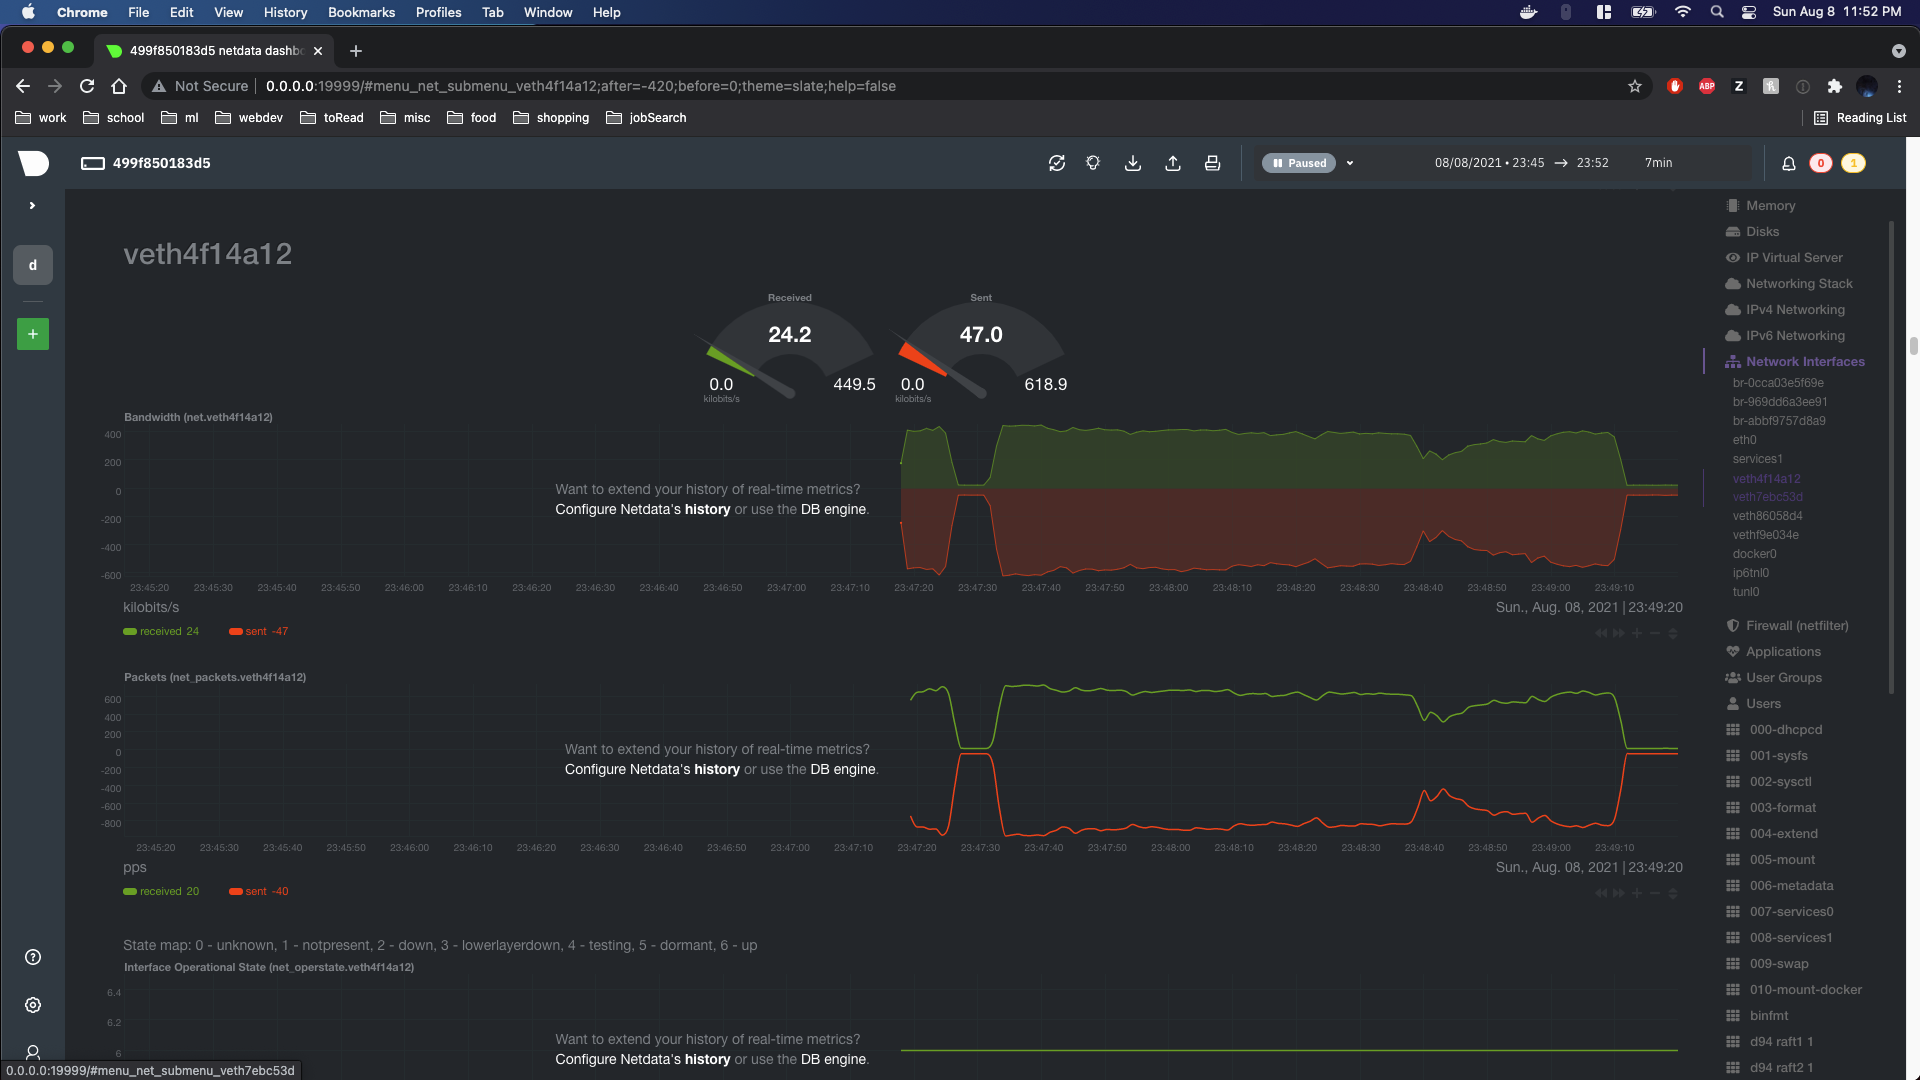 Chrome File Edit View History Bookmarks Profiles Tab Window Help Sun Aug 8 11:52 PM
499f850183d5 netdata dashb
Not Secure 0.0.0.0:19999/#menu_net_submenu_veth4f14a12;after=-420;before=0;theme=slate;help=false ABP Z
work school ml webdev toRead misc food shopping jobSearch Reading List
499f850183d5 Paused 08/08/2021 • 23:45 → 23:52 7min 0 1
d
+
veth4f14a12
Received
24.2
0.0 449.5
kilobits/s
Sent
47.0
0.0 618.9
kilobits/s
Bandwidth (net.veth4f14a12)
400
200
0
-200
-400
-600
Want to extend your history of real-time metrics?
Configure Netdata's history or use the DB engine.
23:45:20 23:45:30 23:45:40 23:45:50 23:46:00 23:46:10 23:46:20 23:46:30 23:46:40 23:46:50 23:47:00 23:47:10 23:47:20 23:47:30 23:47:40 23:47:50 23:48:00 23:48:10 23:48:20 23:48:30 23:48:40 23:48:50 23:49:00 23:49:10
kilobits/s Sun., Aug. 08, 2021 | 23:49:20
received 24 sent -47
Packets (net_packets.veth4f14a12)
600
400
200
0
-200
-400
-600
-800
Want to extend your history of real-time metrics?
Configure Netdata's history or use the DB engine.
23:45:20 23:45:30 23:45:40 23:45:50 23:46:00 23:46:10 23:46:20 23:46:30 23:46:40 23:46:50 23:47:00 23:47:10 23:47:20 23:47:30 23:47:40 23:47:50 23:48:00 23:48:10 23:48:20 23:48:30 23:48:40 23:48:50 23:49:00 23:49:10
pps Sun., Aug. 08, 2021 | 23:49:20
received 20 sent -40
State map: 0 - unknown, 1 - notpresent, 2 - down, 3 - lowerlayerdown, 4 - testing, 5 - dormant, 6 - up
Interface Operational State (net_operstate.veth4f14a12)
6.4
6.2
6
Want to extend your history of real-time metrics?
Configure Netdata's history or use the DB engine.
Memory
Disks
IP Virtual Server
Networking Stack
IPv4 Networking
IPv6 Networking
Network Interfaces
br-0cca03e5f69e
br-969dd6a3ee91
br-abbf9757d8a9
eth0
services1
veth4f14a12
veth7ebc53d
veth86058d4
vethf9e034e
docker0
ip6tnl0
tunl0
Firewall (netfilter)
Applications
User Groups
Users
000-dhcpcd
001-sysfs
002-sysctl
003-format
004-extend
005-mount
006-metadata
007-services0
008-services1
009-swap
010-mount-docker
binfmt
d94 raft1 1
d94 raft2 1
0.0.0.0:19999/#menu_net_submenu_veth7ebc53d